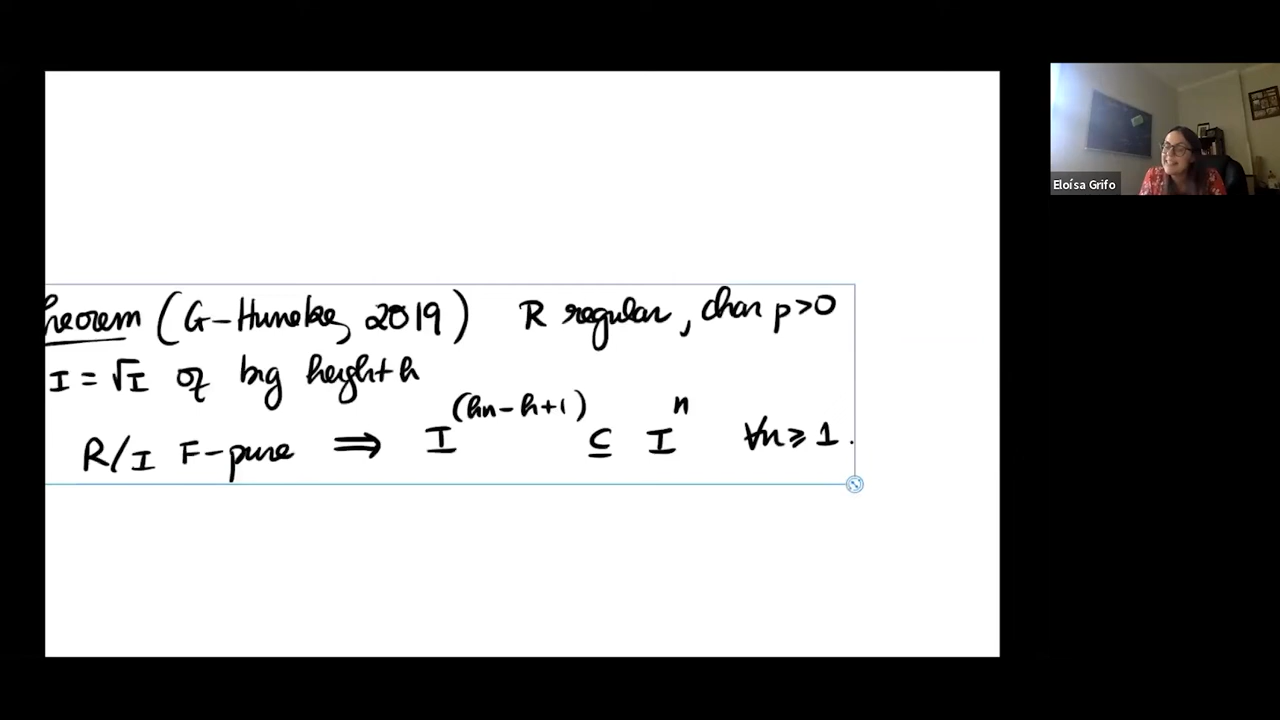 heorem (G-Huneke, 2019) R regular, char p>0
I = √I of big height h
R/I F-pure ⟹ I^(hn-h+1) ⊆ I^n ∀n ≥ 1.
Eloísa Grifo